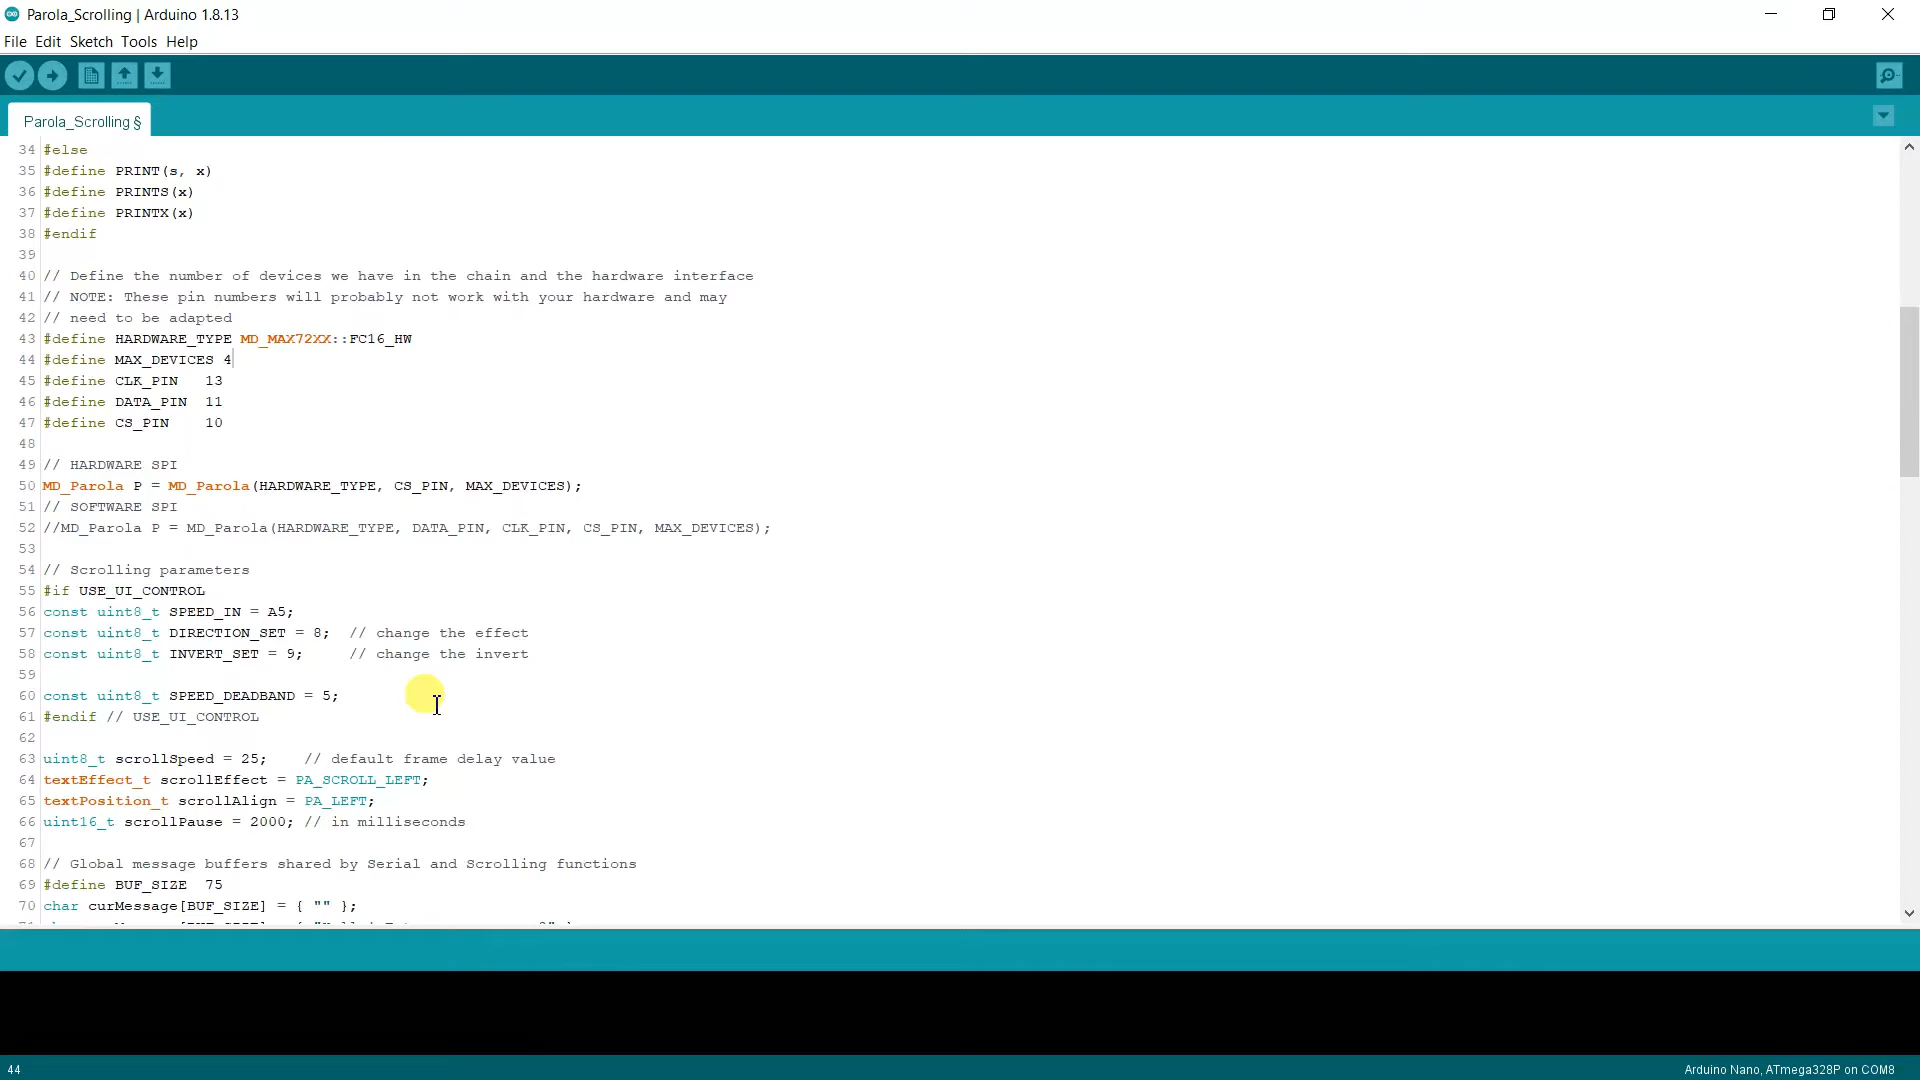 Parola_Scrolling | Arduino 1.8.13
File Edit Sketch Tools Help
Parola_Scrolling §
34 #else
35 #define PRINT(s, x)
36 #define PRINTS(x)
37 #define PRINTX(x)
38 #endif
39
40 // Define the number of devices we have in the chain and the hardware interface
41 // NOTE: These pin numbers will probably not work with your hardware and may
42 // need to be adapted
43 #define HARDWARE_TYPE MD_MAX72XX::FC16_HW
44 #define MAX_DEVICES 4
45 #define CLK_PIN   13
46 #define DATA_PIN  11
47 #define CS_PIN    10
48
49 // HARDWARE SPI
50 MD_Parola P = MD_Parola(HARDWARE_TYPE, CS_PIN, MAX_DEVICES);
51 // SOFTWARE SPI
52 //MD_Parola P = MD_Parola(HARDWARE_TYPE, DATA_PIN, CLK_PIN, CS_PIN, MAX_DEVICES);
53
54 // Scrolling parameters
55 #if USE_UI_CONTROL
56 const uint8_t SPEED_IN = A5;
57 const uint8_t DIRECTION_SET = 8;  // change the effect
58 const uint8_t INVERT_SET = 9;     // change the invert
59
60 const uint8_t SPEED_DEADBAND = 5;
61 #endif // USE_UI_CONTROL
62
63 uint8_t scrollSpeed = 25;    // default frame delay value
64 textEffect_t scrollEffect = PA_SCROLL_LEFT;
65 textPosition_t scrollAlign = PA_LEFT;
66 uint16_t scrollPause = 2000; // in milliseconds
67
68 // Global message buffers shared by Serial and Scrolling functions
69 #define BUF_SIZE  75
70 char curMessage[BUF_SIZE] = { "" };
44
Arduino Nano, ATmega328P on COM8